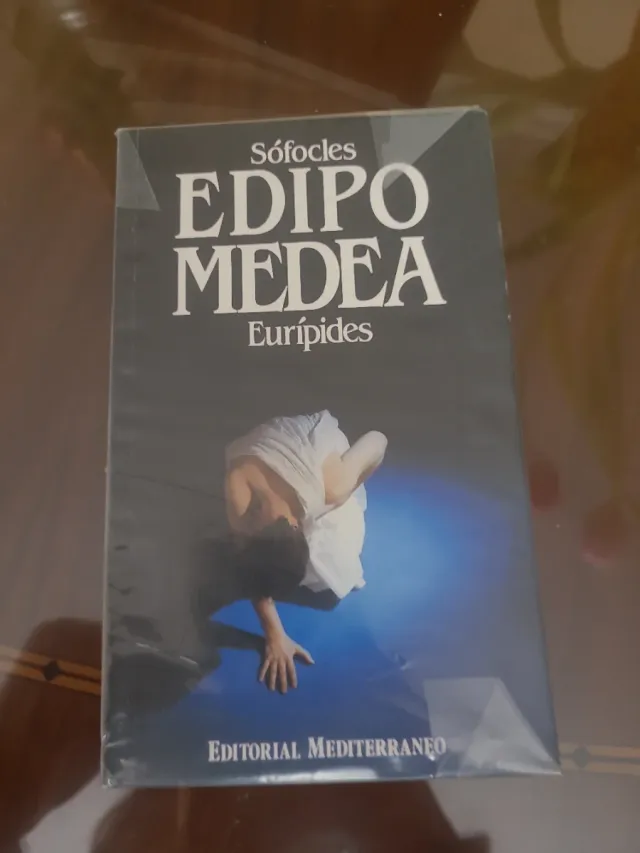 Sófocles
EDIPO
MEDEA
Eurípides
EDITORIAL MEDITERRANEO